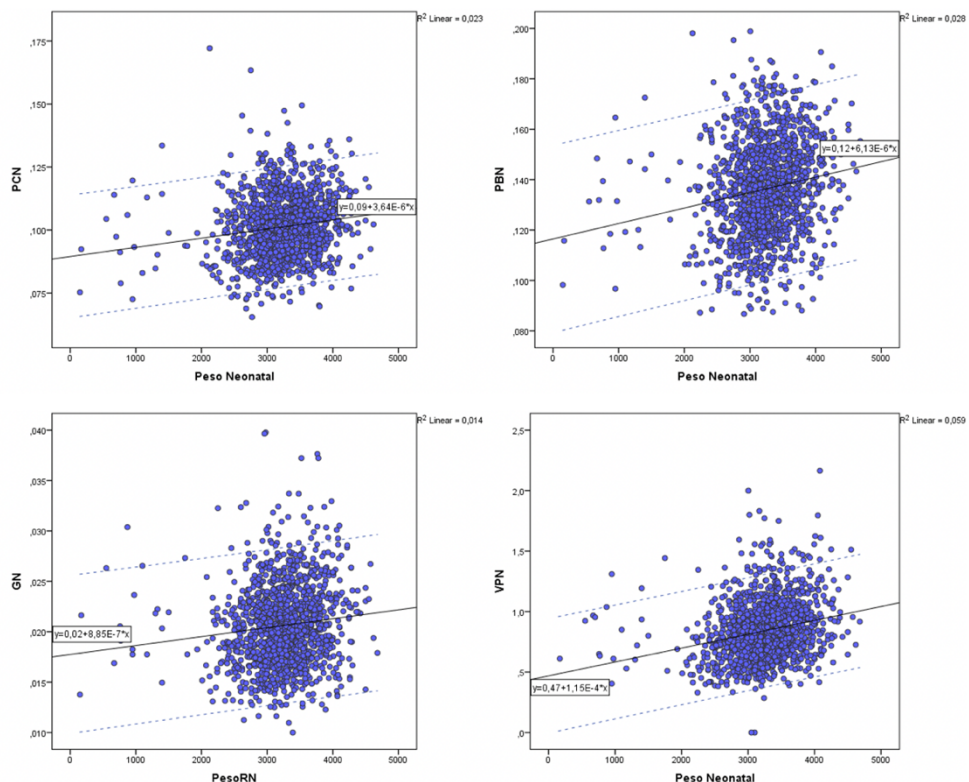 R² Linear = 0,023
PCN
,175
,150
,125
,100
,075
y=0,09+3,64E-6*x
0 1000 2000 3000 4000 5000
Peso Neonatal
R² Linear = 0,028
PBN
,200
,180
,160
,140
,120
,100
,080
y=0,12+6,13E-6*x
0 1000 2000 3000 4000 5000
Peso Neonatal
R² Linear = 0,014
GN
,040
,035
,030
,025
,020
,015
,010
y=0,02+8,85E-7*x
0 1000 2000 3000 4000 5000
PesoRN
R² Linear = 0,059
VPN
2,5
2,0
1,5
1,0
,5
,0
y=0,47+1,15E-4*x
0 1000 2000 3000 4000 5000
Peso Neonatal